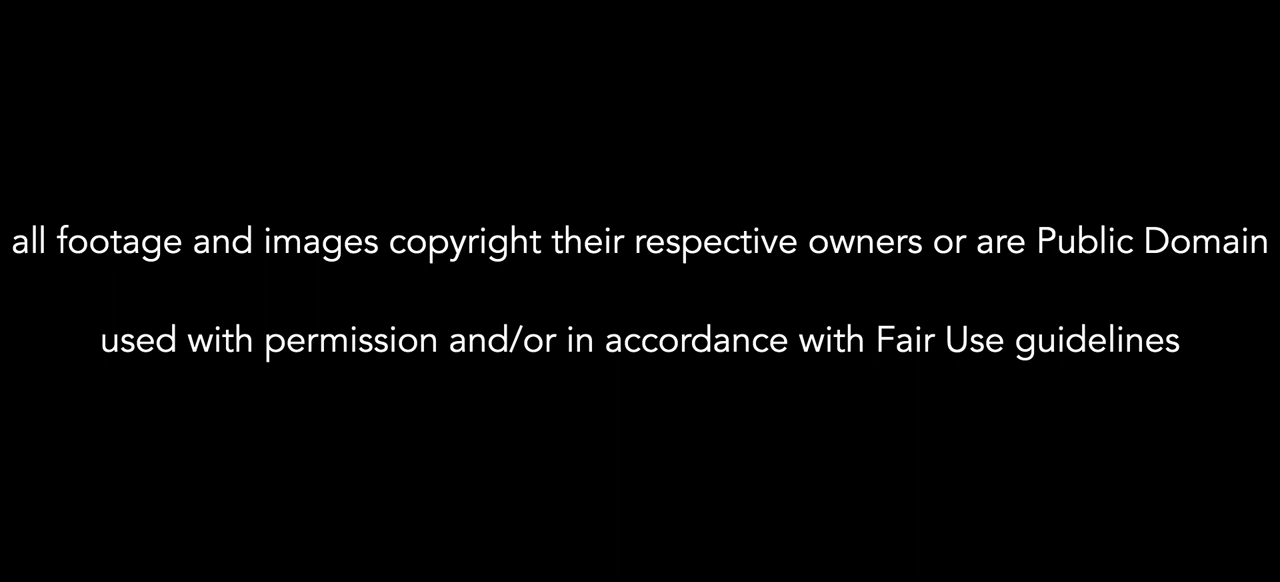 all footage and images copyright their respective owners or are Public Domain
used with permission and/or in accordance with Fair Use guidelines